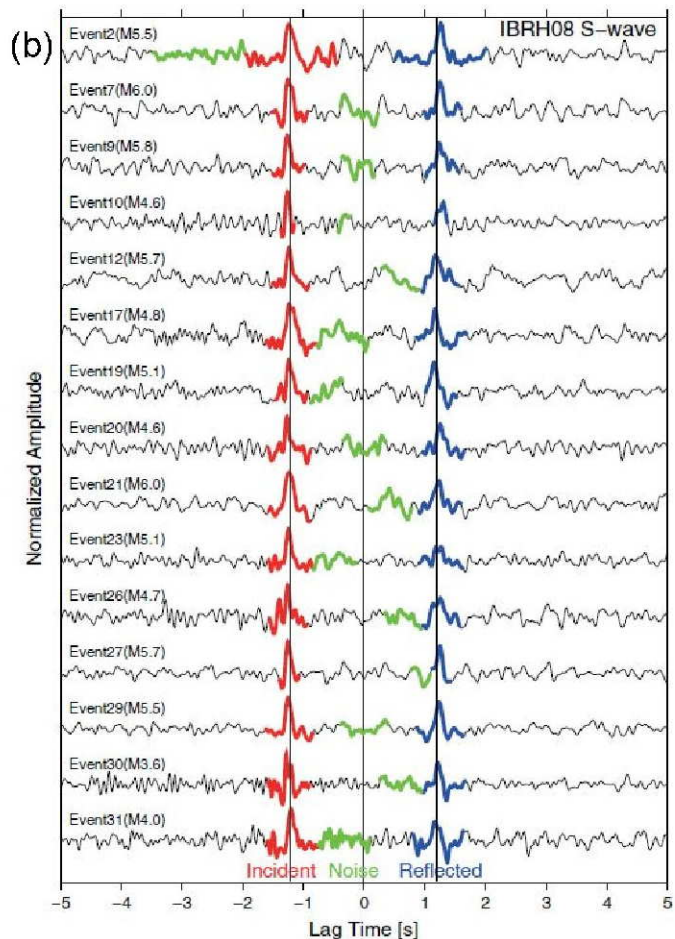 (b)
IBRH08 S-wave
Event2(M5.5)
Event7(M6.0)
Event9(M5.8)
Event10(M4.6)
Event12(M5.7)
Event17(M4.8)
Event19(M5.1)
Event20(M4.6)
Event21(M6.0)
Event23(M5.1)
Event26(M4.7)
Event27(M5.7)
Event29(M5.5)
Event30(M3.6)
Event31(M4.0)
Normalized Amplitude
Incident Noise Reflected
−5 −4 −3 −2 −1 0 1 2 3 4 5
Lag Time [s]